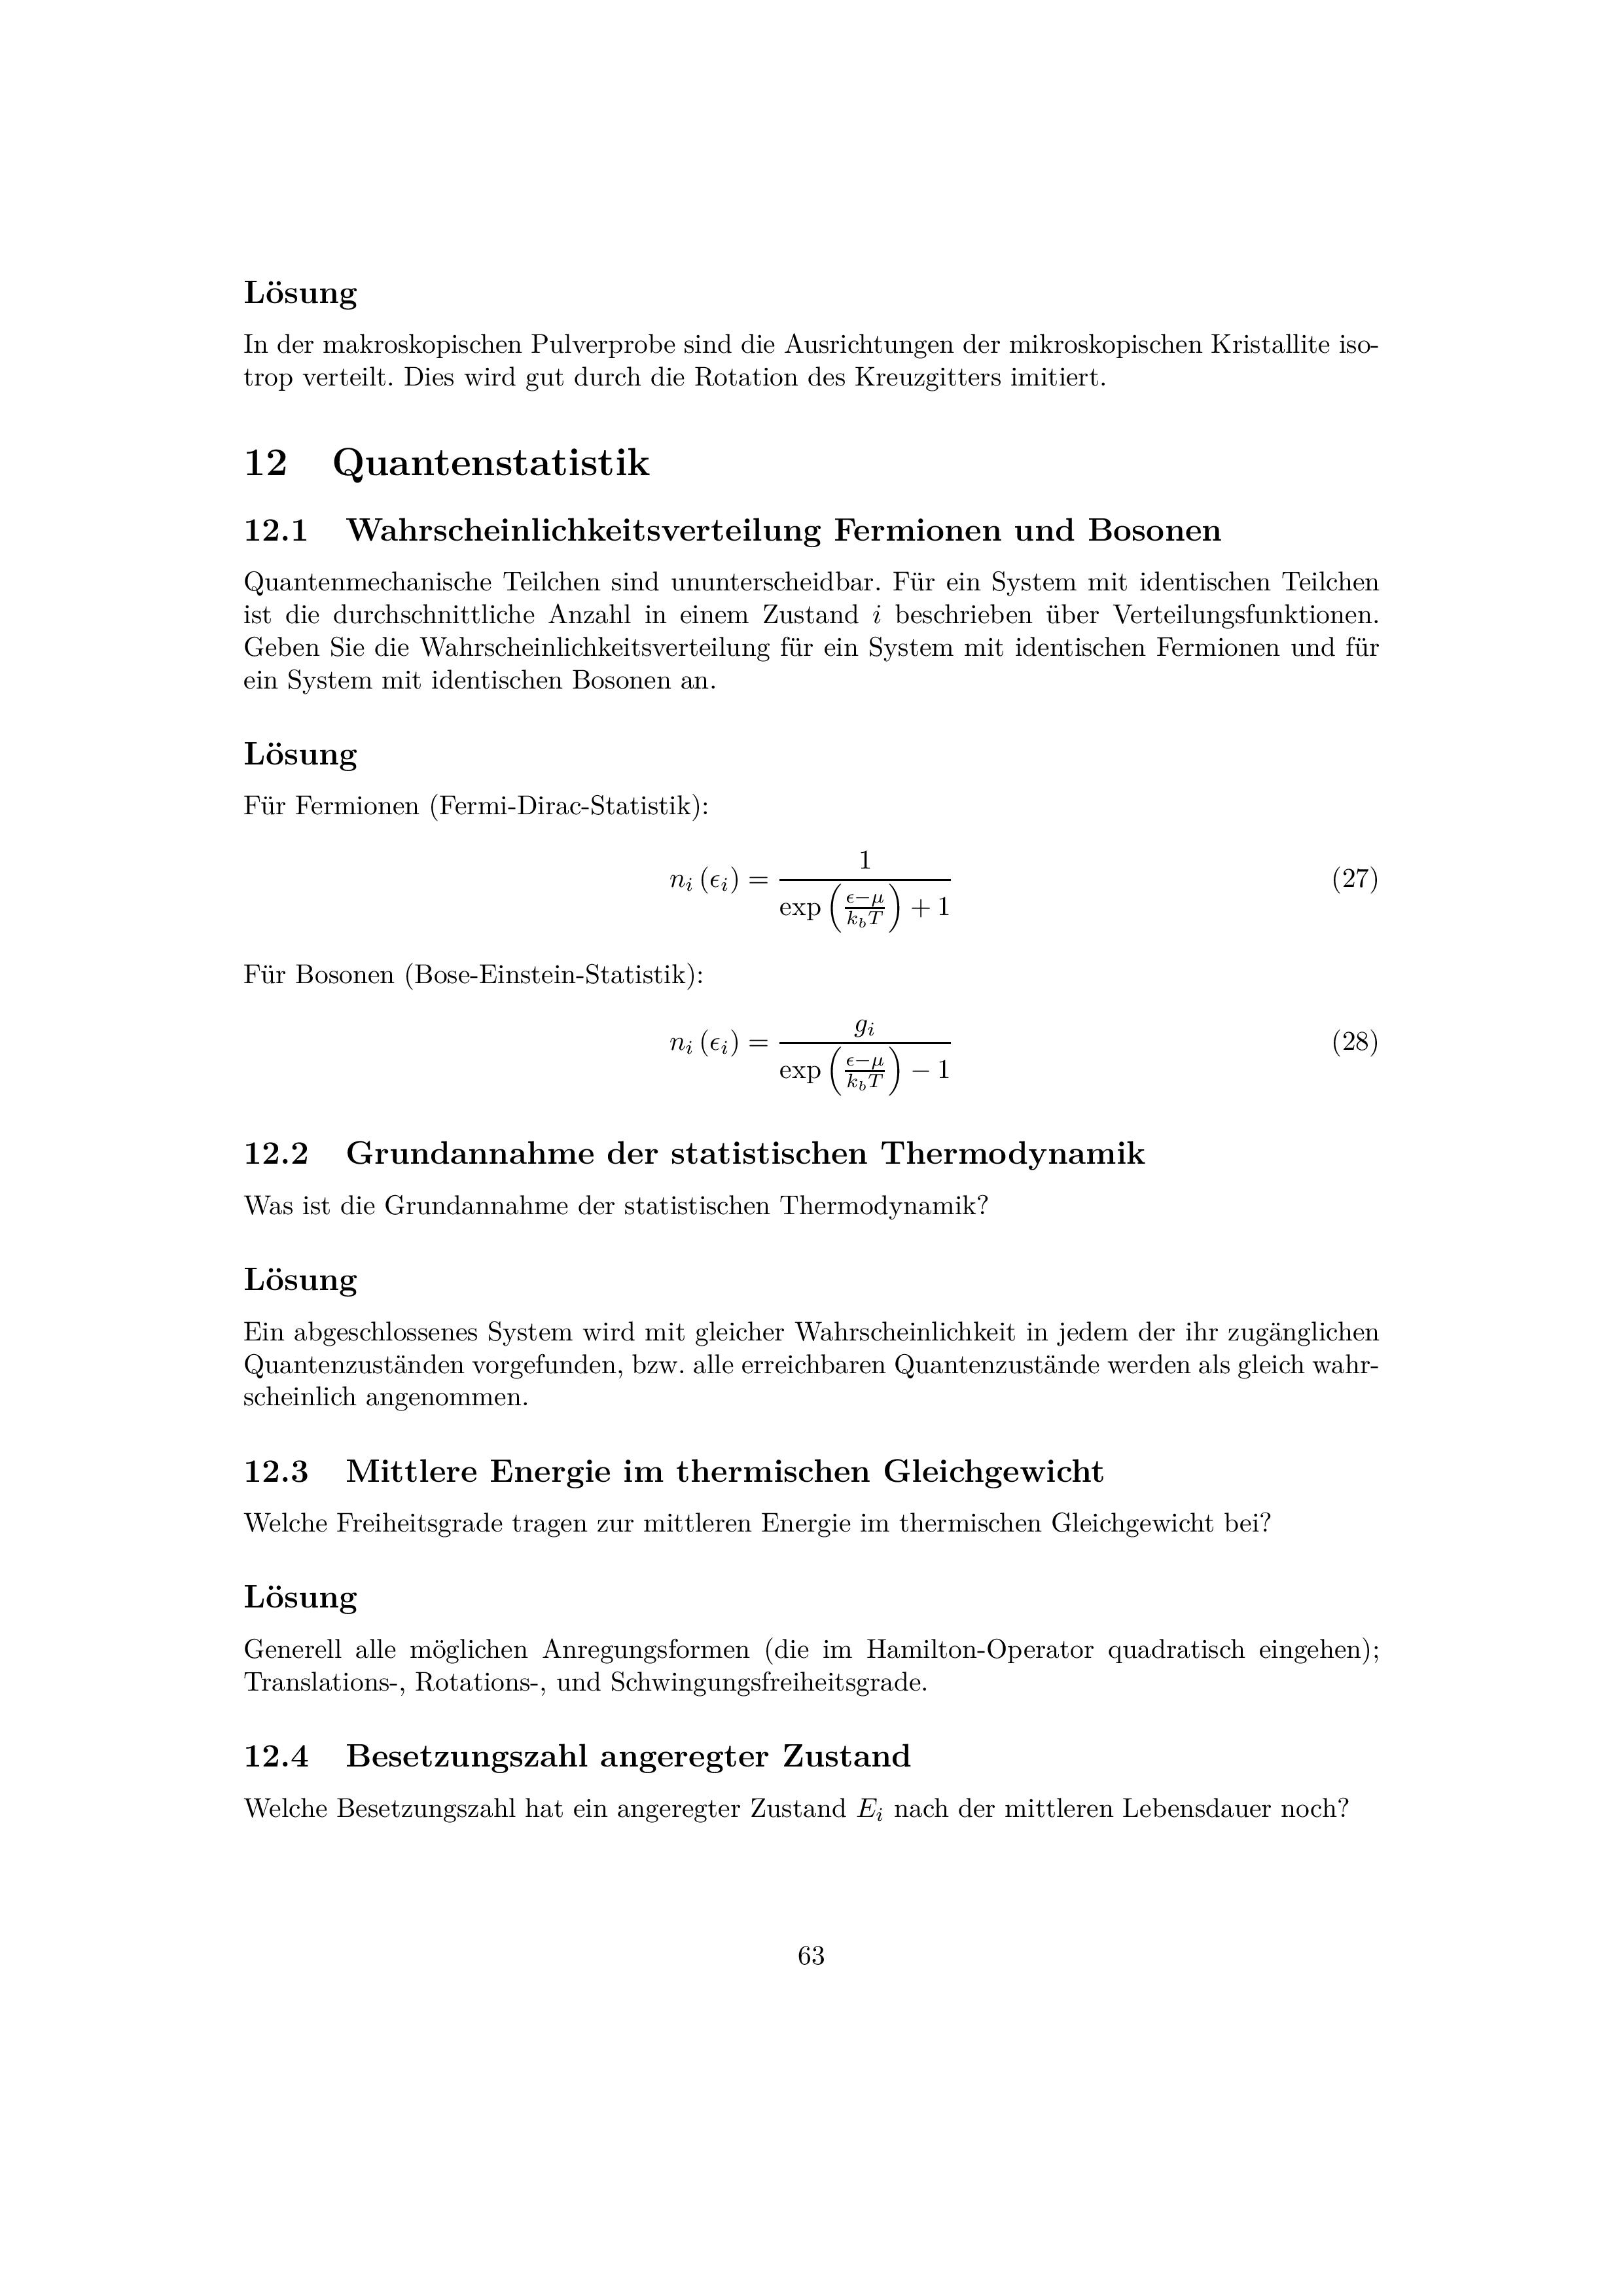 Lösung
In der makroskopischen Pulverprobe sind die Ausrichtungen der mikroskopischen Kristallite iso-
trop verteilt. Dies wird gut durch die Rotation des Kreuzgitters imitiert.
12 Quantenstatistik
12.1 Wahrscheinlichkeitsverteilung Fermionen und Bosonen
Quantenmechanische Teilchen sind ununterscheidbar. Für ein System mit identischen Teilchen
ist die durchschnittliche Anzahl in einem Zustand i beschrieben über Verteilungsfunktionen.
Geben Sie die Wahrscheinlichkeitsverteilung für ein System mit identischen Fermionen und für
ein System mit identischen Bosonen an.
Lösung
Für Fermionen (Fermi-Dirac-Statistik):
$n_i(\epsilon_i) = \frac{1}{\exp\left(\frac{\epsilon-\mu}{k_b T}\right)+1}$ (27)
Für Bosonen (Bose-Einstein-Statistik):
$n_i(\epsilon_i) = \frac{g_i}{\exp\left(\frac{\epsilon-\mu}{k_b T}\right)-1}$ (28)
12.2 Grundannahme der statistischen Thermodynamik
Was ist die Grundannahme der statistischen Thermodynamik?
Lösung
Ein abgeschlossenes System wird mit gleicher Wahrscheinlichkeit in jedem der ihr zugänglichen
Quantenzuständen vorgefunden, bzw. alle erreichbaren Quantenzustände werden als gleich wahr-
scheinlich angenommen.
12.3 Mittlere Energie im thermischen Gleichgewicht
Welche Freiheitsgrade tragen zur mittleren Energie im thermischen Gleichgewicht bei?
Lösung
Generell alle möglichen Anregungsformen (die im Hamilton-Operator quadratisch eingehen);
Translations-, Rotations-, und Schwingungsfreiheitsgrade.
12.4 Besetzungszahl angeregter Zustand
Welche Besetzungszahl hat ein angeregter Zustand $E_i$ nach der mittleren Lebensdauer noch?
63